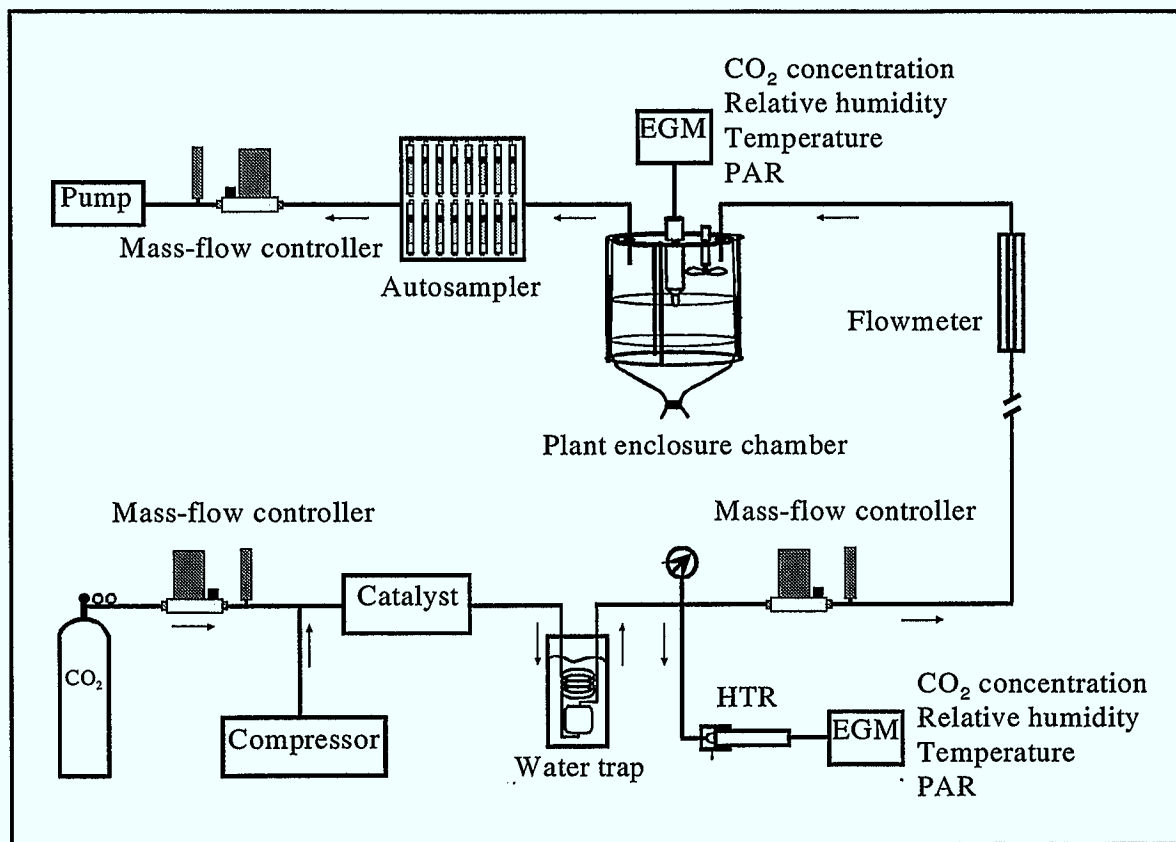 CO₂ concentration
Relative humidity
Temperature
PAR
EGM
Pump
Mass-flow controller
Autosampler
Flowmeter
Plant enclosure chamber
Mass-flow controller
Mass-flow controller
Catalyst
CO₂
Compressor
Water trap
HTR
EGM
CO₂ concentration
Relative humidity
Temperature
PAR